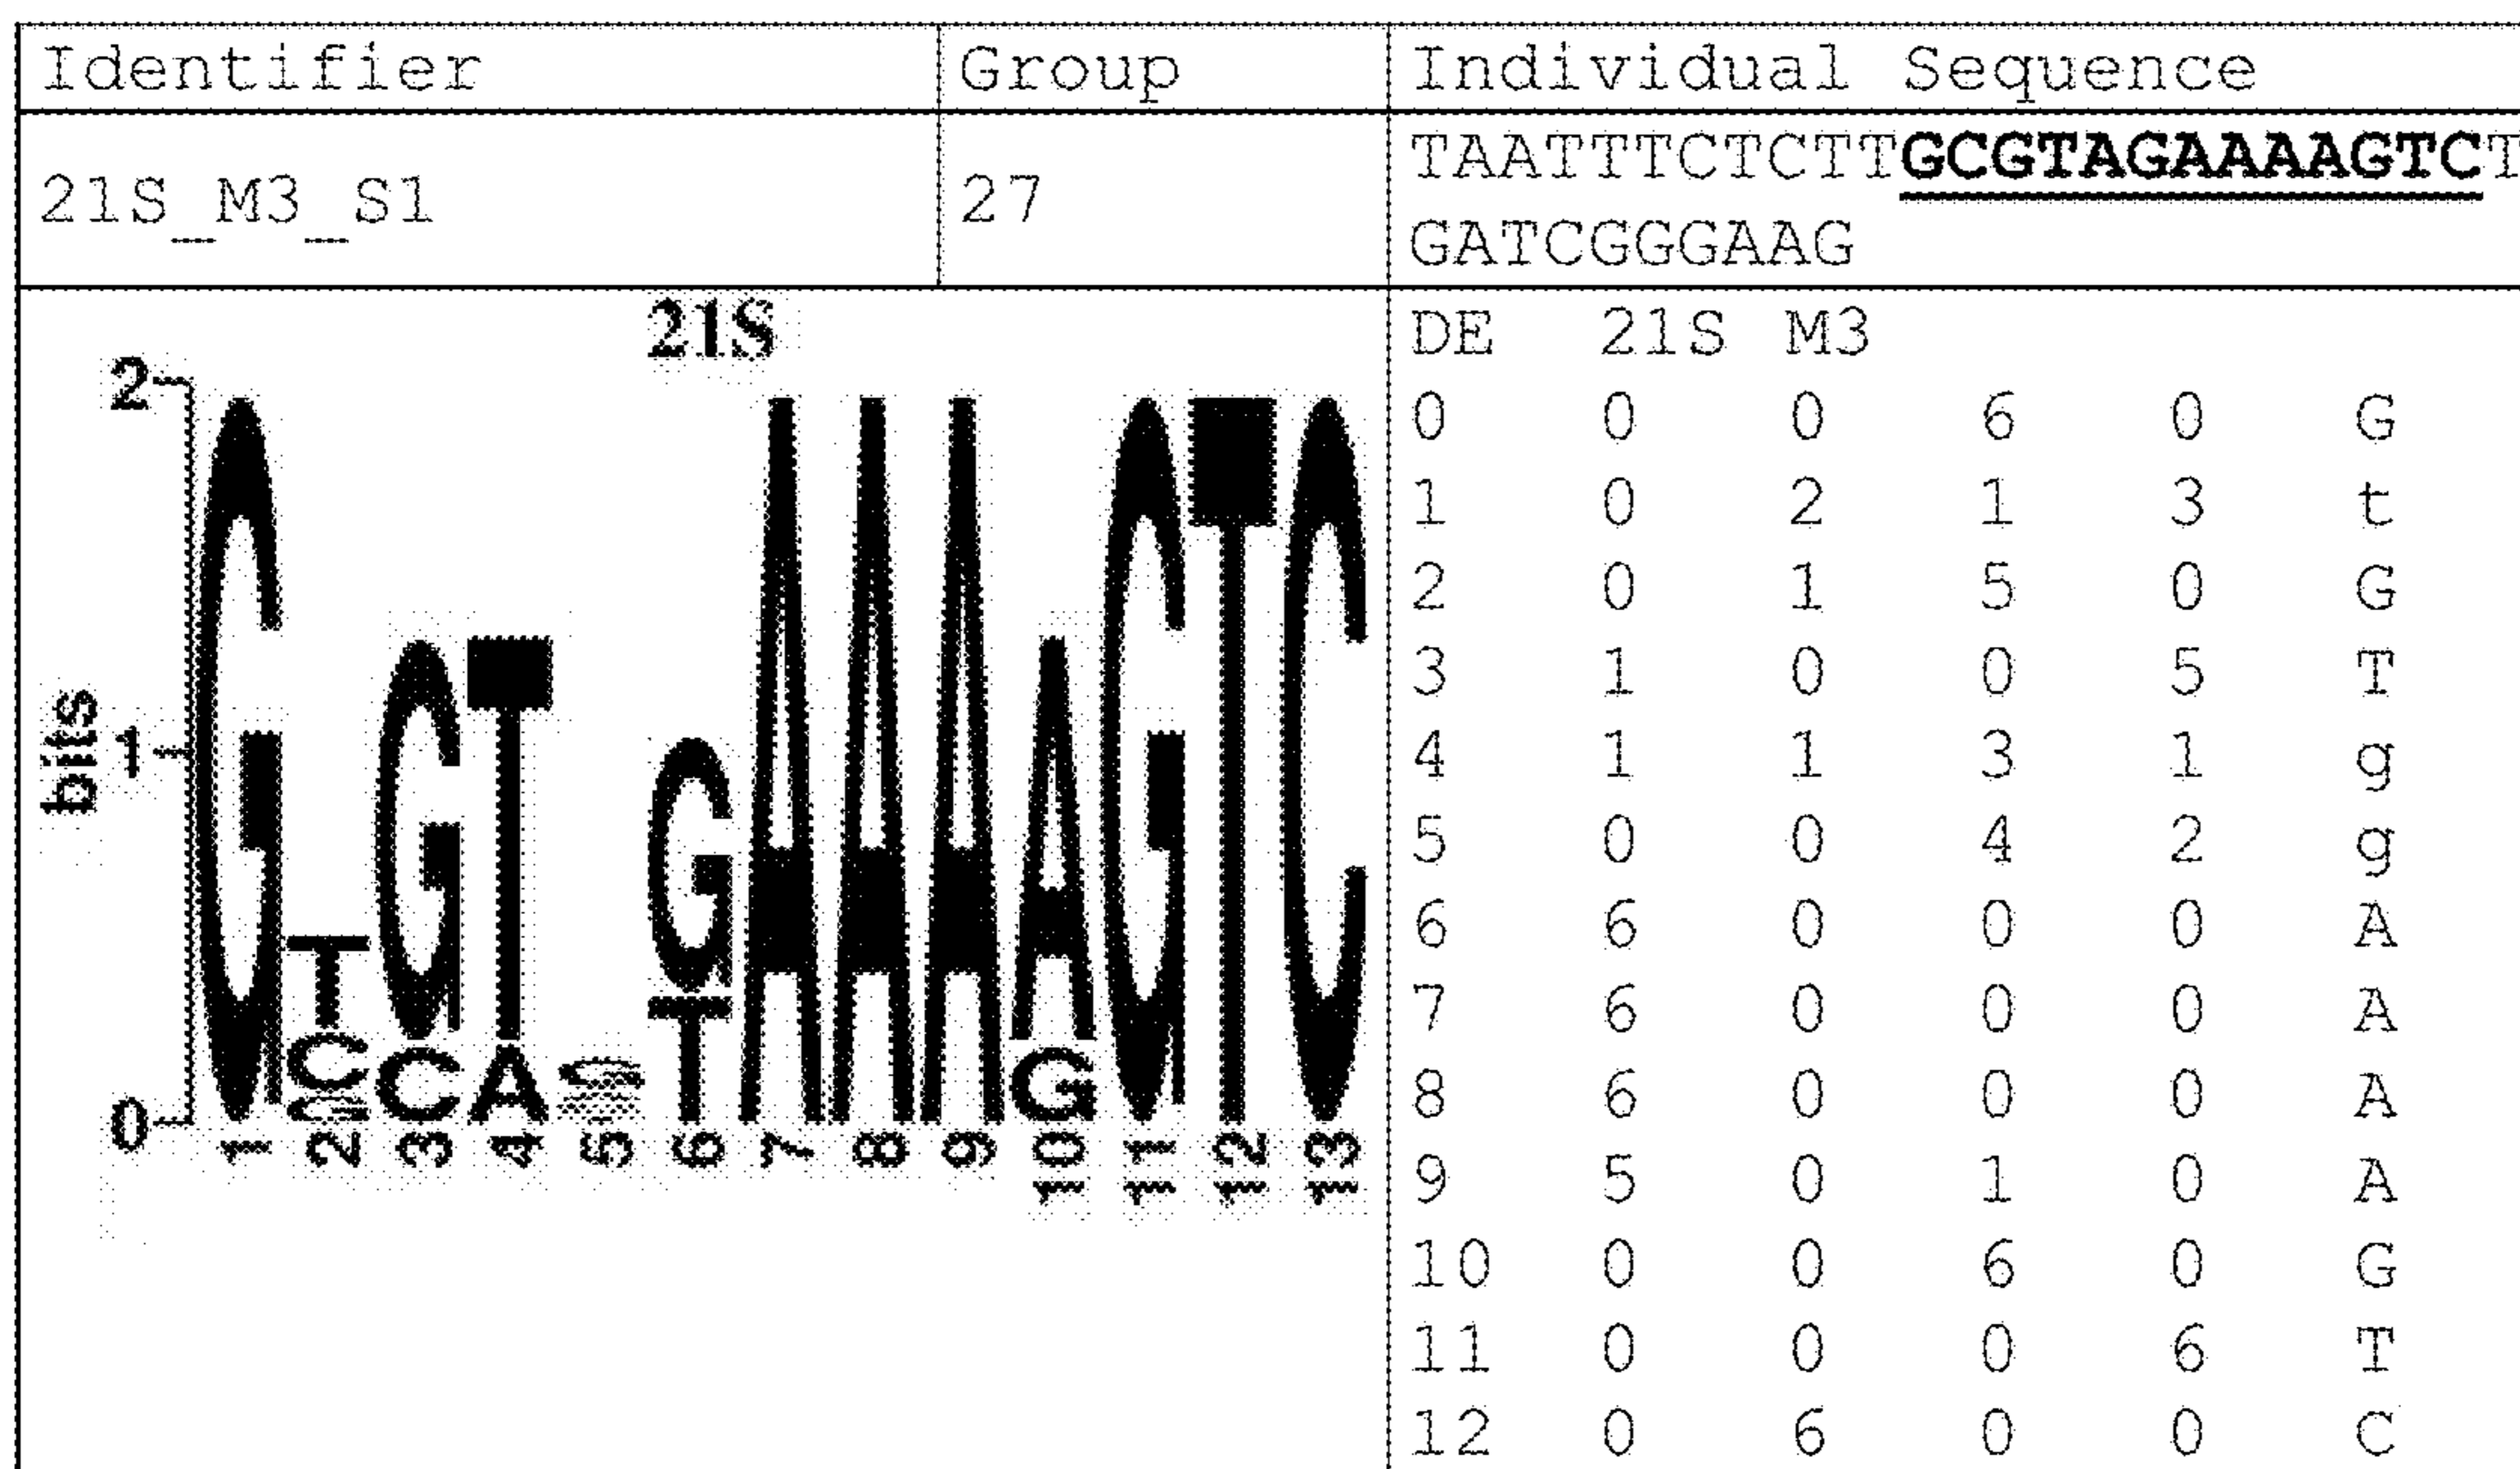 Identifier Group Individual Sequence
21S_M3_S1 27 TAATTTCTCTTGCGTAGAAAAGTCT
GATCGGGAAG
21S
bits
2
1
0
G T C G C G T T A G T A A A A G G T C
1 2 3 4 5 6 7 8 9 10 11 12 13
DE 21S M3
0 0 0 6 0 G
1 0 2 1 3 t
2 0 1 5 0 G
3 1 0 0 5 T
4 1 1 3 1 g
5 0 0 4 2 g
6 6 0 0 0 A
7 6 0 0 0 A
8 6 0 0 0 A
9 5 0 1 0 A
10 0 0 6 0 G
11 0 0 0 6 T
12 0 6 0 0 C